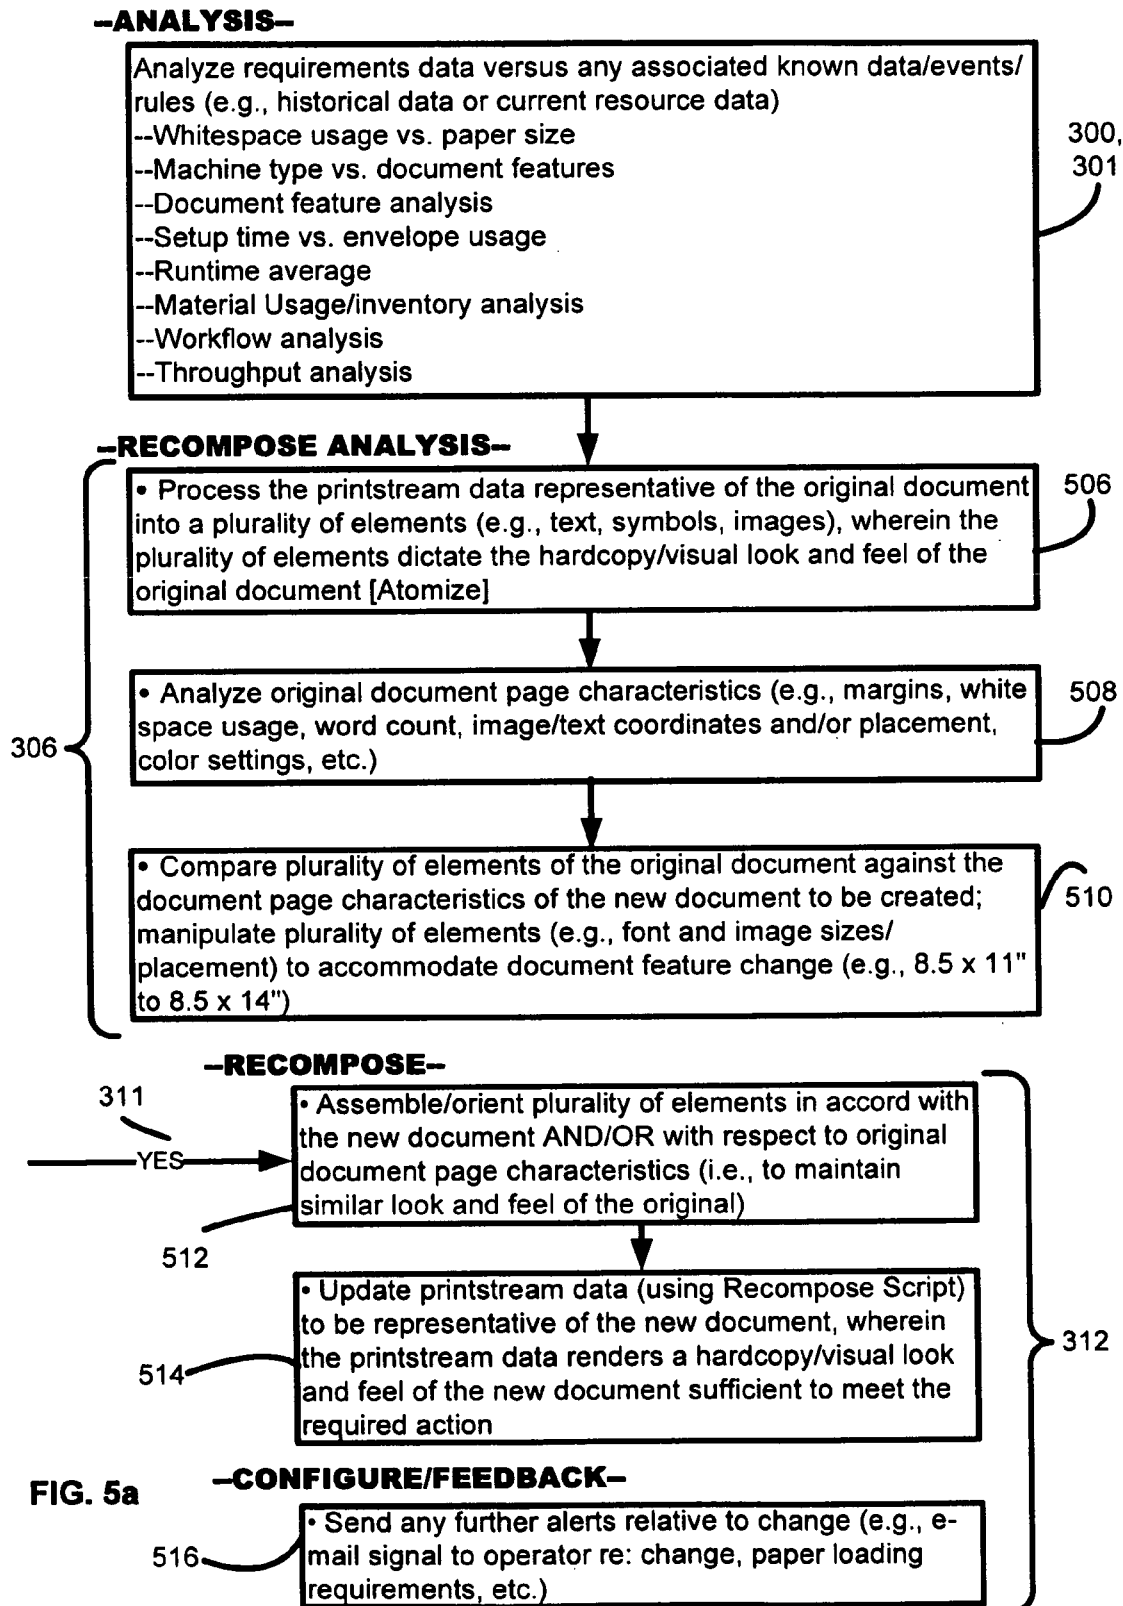 –ANALYSIS–
Analyze requirements data versus any associated known data/events/
rules (e.g., historical data or current resource data)
--Whitespace usage vs. paper size
--Machine type vs. document features
--Document feature analysis
--Setup time vs. envelope usage
--Runtime average
--Material Usage/inventory analysis
--Workflow analysis
--Throughput analysis
300,
301
–RECOMPOSE ANALYSIS–
• Process the printstream data representative of the original document
into a plurality of elements (e.g., text, symbols, images), wherein the
plurality of elements dictate the hardcopy/visual look and feel of the
original document [Atomize]
506
• Analyze original document page characteristics (e.g., margins, white
space usage, word count, image/text coordinates and/or placement,
color settings, etc.)
508
306
• Compare plurality of elements of the original document against the
document page characteristics of the new document to be created;
manipulate plurality of elements (e.g., font and image sizes/
placement) to accommodate document feature change (e.g., 8.5 x 11"
to 8.5 x 14")
510
–RECOMPOSE–
311
YES
• Assemble/orient plurality of elements in accord with
the new document AND/OR with respect to original
document page characteristics (i.e., to maintain
similar look and feel of the original)
512
• Update printstream data (using Recompose Script)
to be representative of the new document, wherein
the printstream data renders a hardcopy/visual look
and feel of the new document sufficient to meet the
required action
514
312
–CONFIGURE/FEEDBACK–
FIG. 5a
• Send any further alerts relative to change (e.g., e-
mail signal to operator re: change, paper loading
requirements, etc.)
516